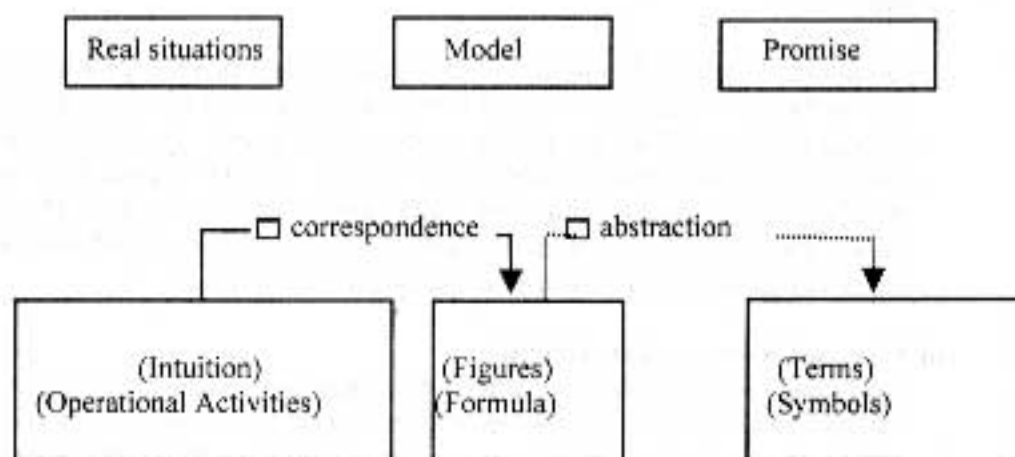 Real situations
Model
Promise
correspondence
abstraction
(Intuition)
(Operational Activities)
(Figures)
(Formula)
(Terms)
(Symbols)